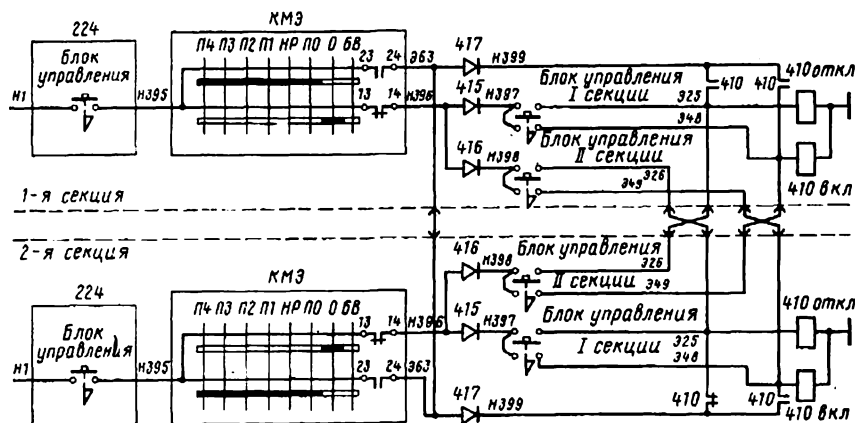 224
Блок
управления
Н1
Н395
КМЭ
П4 П3 П2 П1 НР П0 0 БВ
23
24
Э63
13
14
Н396
417
Н399
415
Н397
416
Н398
Блок управления
I секции
Э25
Э48
Блок управления
II секции
Э26
Э49
410
410
410 откл
410 вкл
1-я секция
2-я секция
224
Блок
управления
Н1
Н395
КМЭ
П4 П3 П2 П1 НР П0 0 БВ
13
14
Н396
23
24
Э63
416
Н398
415
Н397
417
Н399
Блок управления
II секции
Э26
Э49
Блок управления
I секции
Э25
Э48
410
410
410 откл
410 вкл